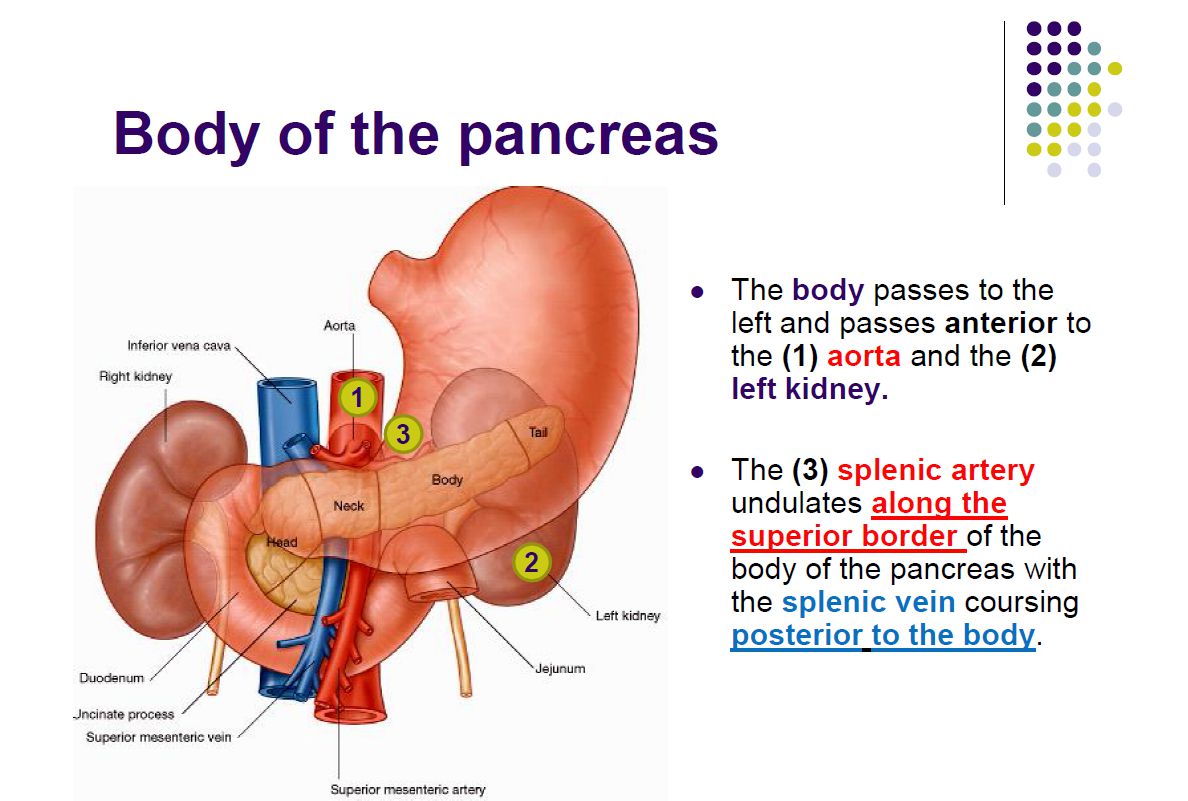 Body of the pancreas
Aorta
Inferior vena cava
Right kidney
1
3
Tail
Body
Neck
Head
2
Left kidney
Jejunum
Duodenum
Uncinate process
Superior mesenteric vein
Superior mesenteric artery
The body passes to the
left and passes anterior to
the (1) aorta and the (2)
left kidney.
The (3) splenic artery
undulates along the
superior border of the
body of the pancreas with
the splenic vein coursing
posterior to the body.